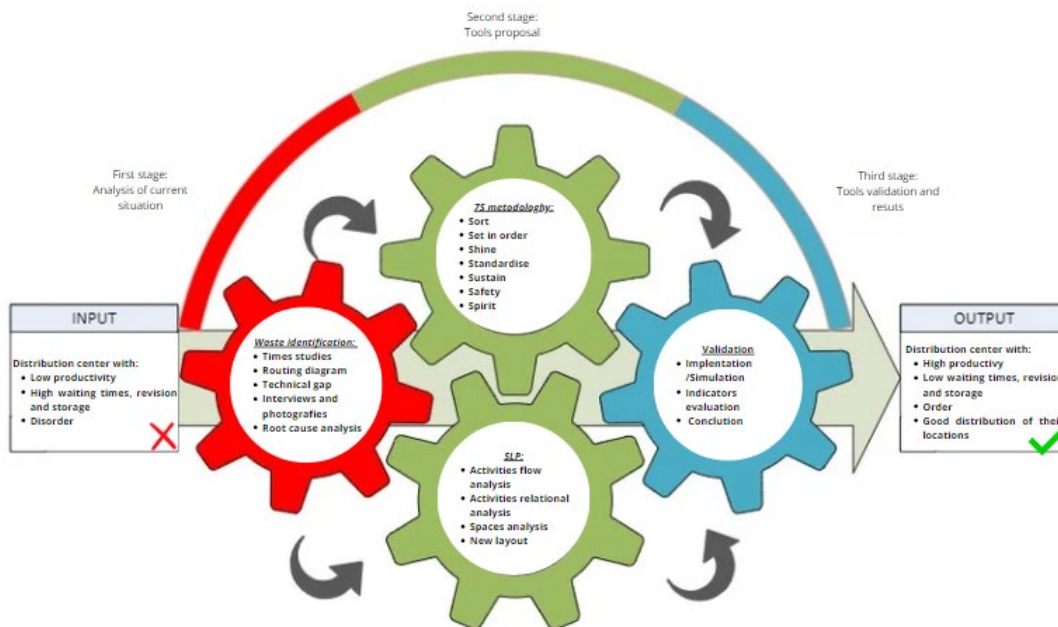 Second stage:
Tools proposal
First stage:
Analysis of current
situation
Third stage:
Tools validation and
resuts
INPUT
Distribution center with:
• Low productivity
• High waiting times, revision
and storage
• Disorder
Waste identification:
• Times studies
• Routing diagram
• Technical gap
• Interviews and
photografies
• Root cause analysis
7S metodologhy:
• Sort
• Set in order
• Shine
• Standardise
• Sustain
• Safety
• Spirit
SLP:
• Activities flow
analysis
• Activities relational
analysis
• Spaces analysis
• New layout
Validation
• Implentation
/Simulation
• Indicators
evaluation
• Conclution
OUTPUT
Distribution center with:
• High productivy
• Low waiting times, revision
and storage
• Order
• Good distribution of their
locations